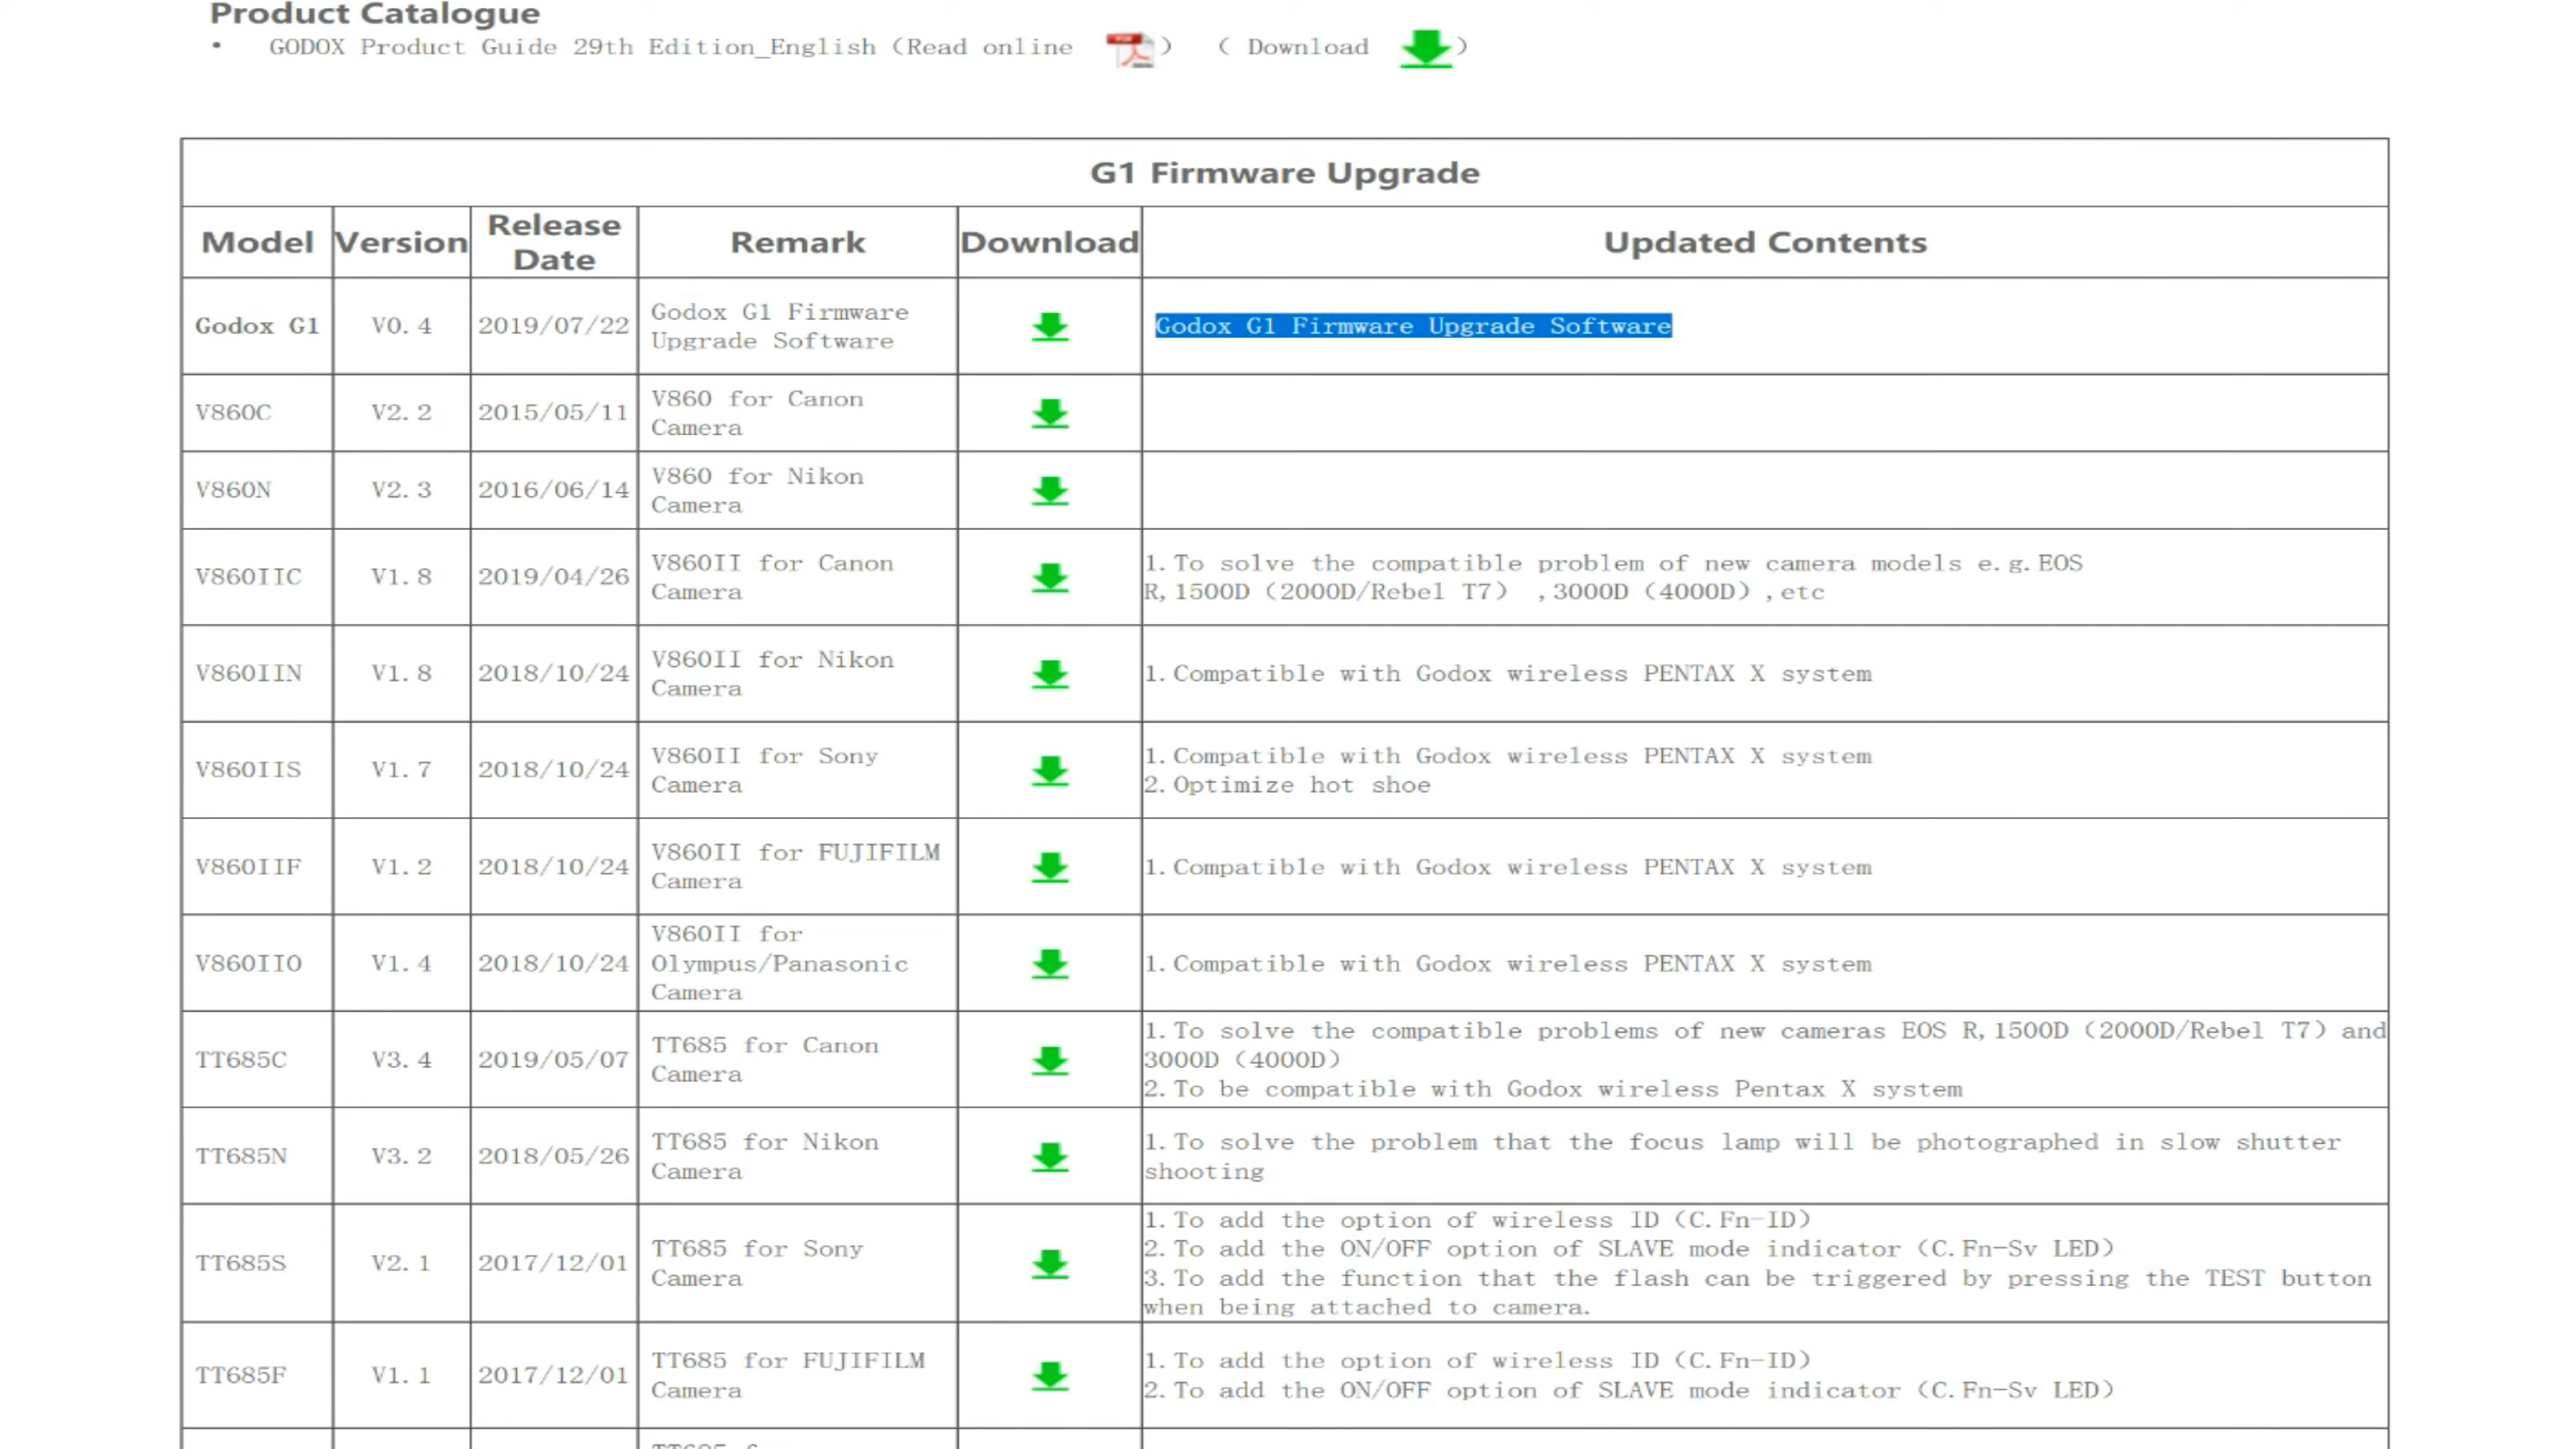 Product Catalogue
• GODOX Product Guide 29th Edition_English (Read online ) ( Download )
G1 Firmware Upgrade
Model Version Release Date Remark Download Updated Contents
Godox G1 V0.4 2019/07/22 Godox G1 Firmware Upgrade Software Godox G1 Firmware Upgrade Software
V860C V2.2 2015/05/11 V860 for Canon Camera
V860N V2.3 2016/06/14 V860 for Nikon Camera
V860IIC V1.8 2019/04/26 V860II for Canon Camera 1.To solve the compatible problem of new camera models e.g.EOS
R,1500D (2000D/Rebel T7) ,3000D (4000D),etc
V860IIN V1.8 2018/10/24 V860II for Nikon Camera 1.Compatible with Godox wireless PENTAX X system
V860IIS V1.7 2018/10/24 V860II for Sony Camera 1.Compatible with Godox wireless PENTAX X system
2.Optimize hot shoe
V860IIF V1.2 2018/10/24 V860II for FUJIFILM Camera 1.Compatible with Godox wireless PENTAX X system
V860IIO V1.4 2018/10/24 V860II for Olympus/Panasonic Camera 1.Compatible with Godox wireless PENTAX X system
TT685C V3.4 2019/05/07 TT685 for Canon Camera 1.To solve the compatible problems of new cameras EOS R,1500D (2000D/Rebel T7) and
3000D (4000D)
2.To be compatible with Godox wireless Pentax X system
TT685N V3.2 2018/05/26 TT685 for Nikon Camera 1.To solve the problem that the focus lamp will be photographed in slow shutter
shooting
TT685S V2.1 2017/12/01 TT685 for Sony Camera 1.To add the option of wireless ID (C.Fn-ID)
2.To add the ON/OFF option of SLAVE mode indicator (C.Fn-Sv LED)
3.To add the function that the flash can be triggered by pressing the TEST button
when being attached to camera.
TT685F V1.1 2017/12/01 TT685 for FUJIFILM Camera 1.To add the option of wireless ID (C.Fn-ID)
2.To add the ON/OFF option of SLAVE mode indicator (C.Fn-Sv LED)